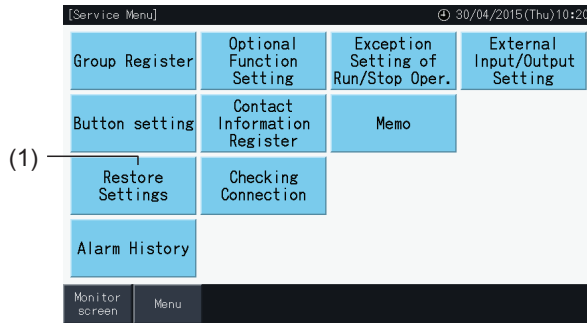 [Service Menu] 30/04/2015(Thu)10:20
Group Register
Optional
Function
Setting
Exception
Setting of
Run/Stop Oper.
External
Input/Output
Setting
Button setting
Contact
Information
Register
Memo
(1)
Restore
Settings
Checking
Connection
Alarm History
Monitor
screen
Menu